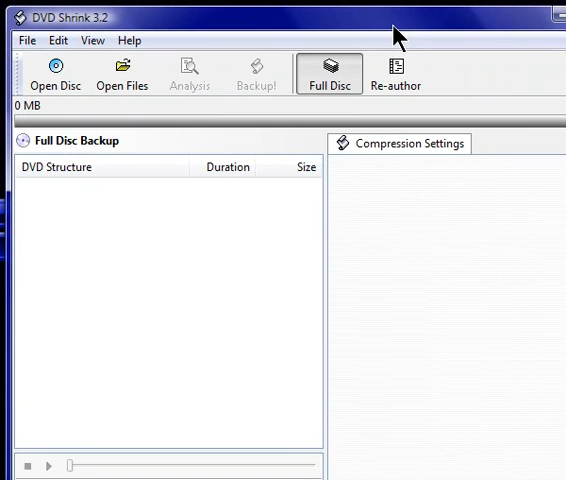 DVD Shrink 3.2
File Edit View Help
Open Disc Open Files Analysis Backup! Full Disc Re-author
0 MB
Full Disc Backup
Compression Settings
DVD Structure Duration Size